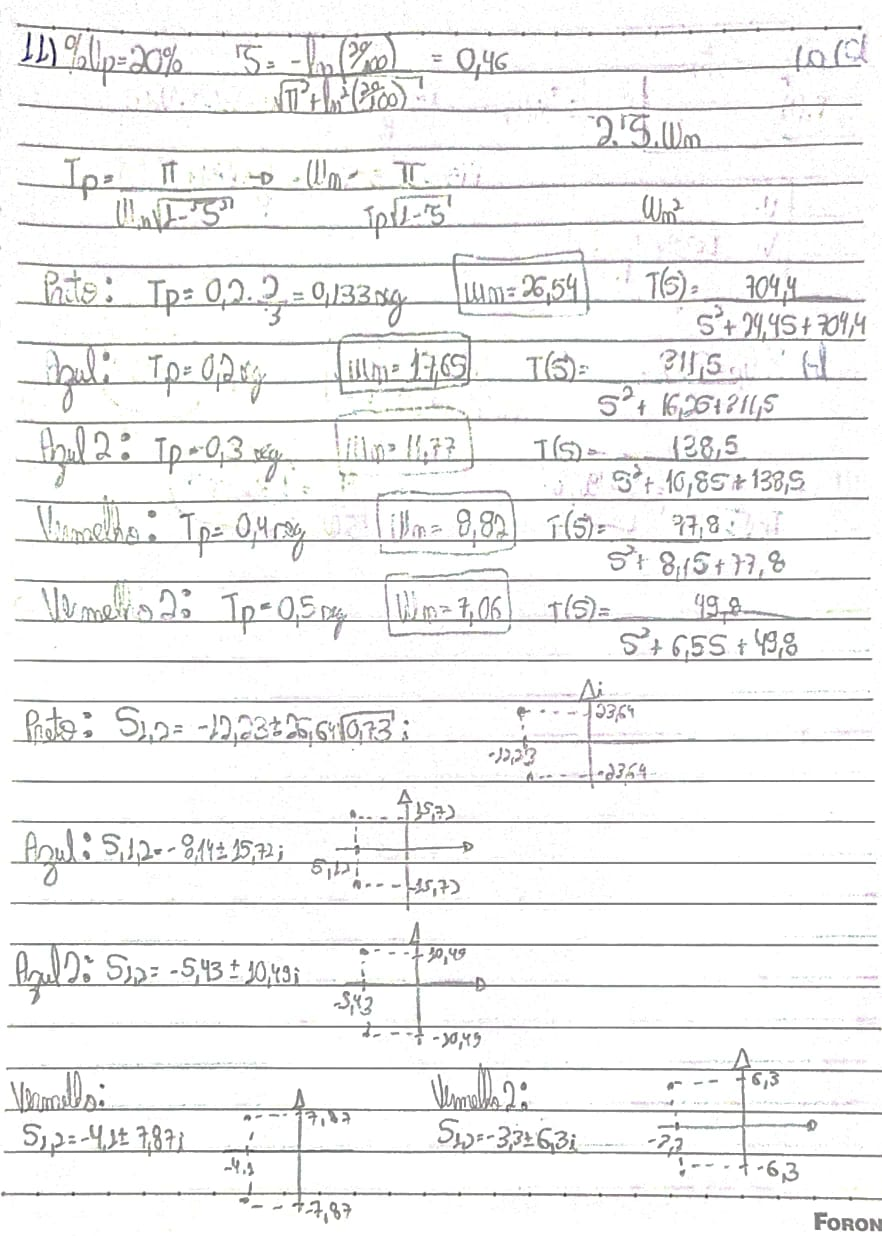 11) %Up=20% ζ= -ln(20/100) / √(π²+ln²(20/100)) = 0,46
2.ζ.Wn
Tp= π / Wn√(1-ζ²) → Wn= π / Tp√(1-ζ²)
Wn²
Preto: Tp= 0,2.2/3= 0,133 seg Wn=26,54 T(S)= 704,4 / S²+24,4S+704,4
Azul: Tp= 0,2 seg Wn= 17,65 T(S)= 311,5 / S²+16,2S+311,5
Azul 2: Tp=0,3 seg Wn= 11,77 T(S)= 138,5 / S²+10,8S+138,5
Vermelho: Tp= 0,4 seg Wn= 8,82 T(S)= 77,8 / S²+8,1S+77,8
Vermelho 2: Tp=0,5 seg Wn=7,06 T(S)= 49,8 / S²+6,5S+49,8
i
Preto: S1,2= -12,23±26,64√0,73 i 23,64
-12,23
-23,64
15,72
Azul: S1,2=-8,14±15,72i
-15,72
10,49
Azul 2: S1,2= -5,43±10,49i
-5,43
-10,49
Vermelho: Vermelho 2: 6,3
7,87
S1,2=-4,1±7,87i S1,2=-3,3±6,3i
-4,1
-6,3
-7,87
FORON